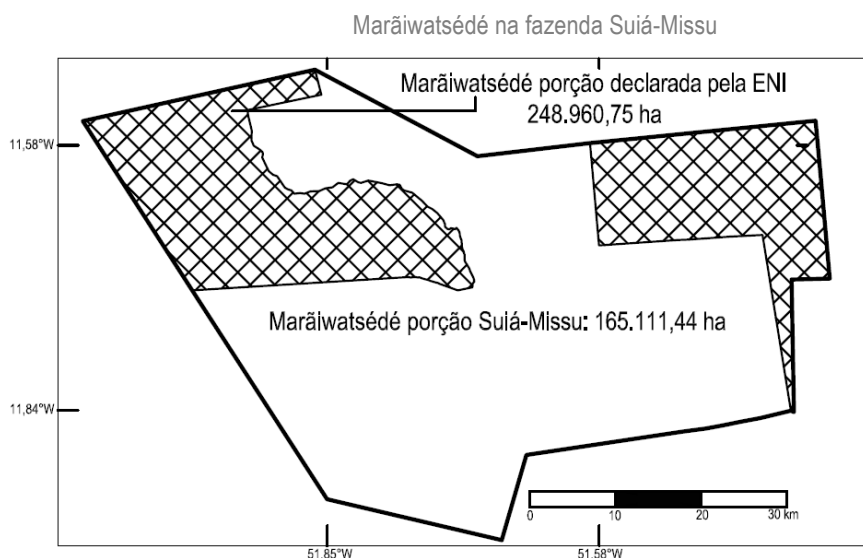 Marãiwatsédé na fazenda Suiá-Missu
Marãiwatsédé porção declarada pela ENI
248.960,75 ha
11,58°W
Marãiwatsédé porção Suiá-Missu: 165.111,44 ha
11,84°W
0 10 20 30 km
51.85°W 51.58°W